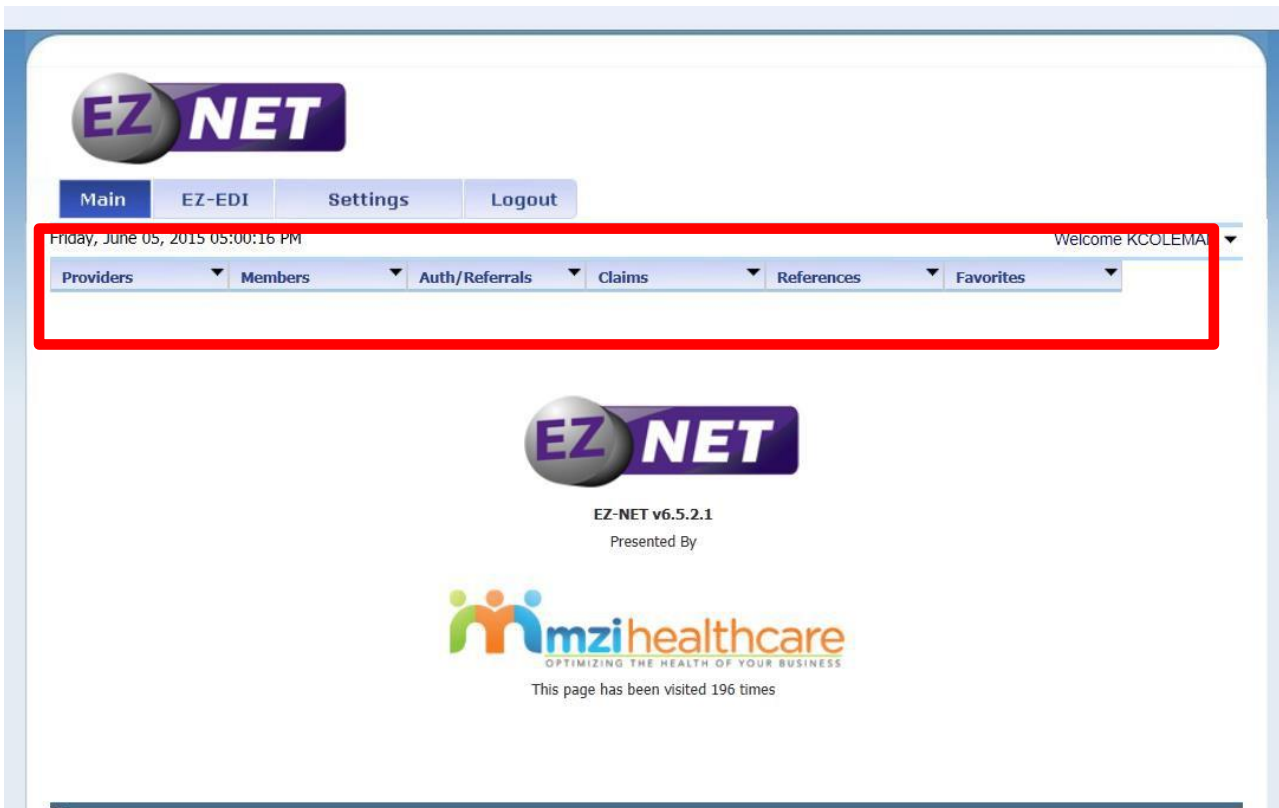 EZ NET
Main EZ-EDI Settings Logout
Friday, June 05, 2015 05:00:16 PM Welcome
Providers Members Auth/Referrals Claims References Favorites
EZ NET
EZ-NET v6.5.2.1
Presented By
mzihealthcare
OPTIMIZING THE HEALTH OF YOUR BUSINESS
This page has been visited 196 times